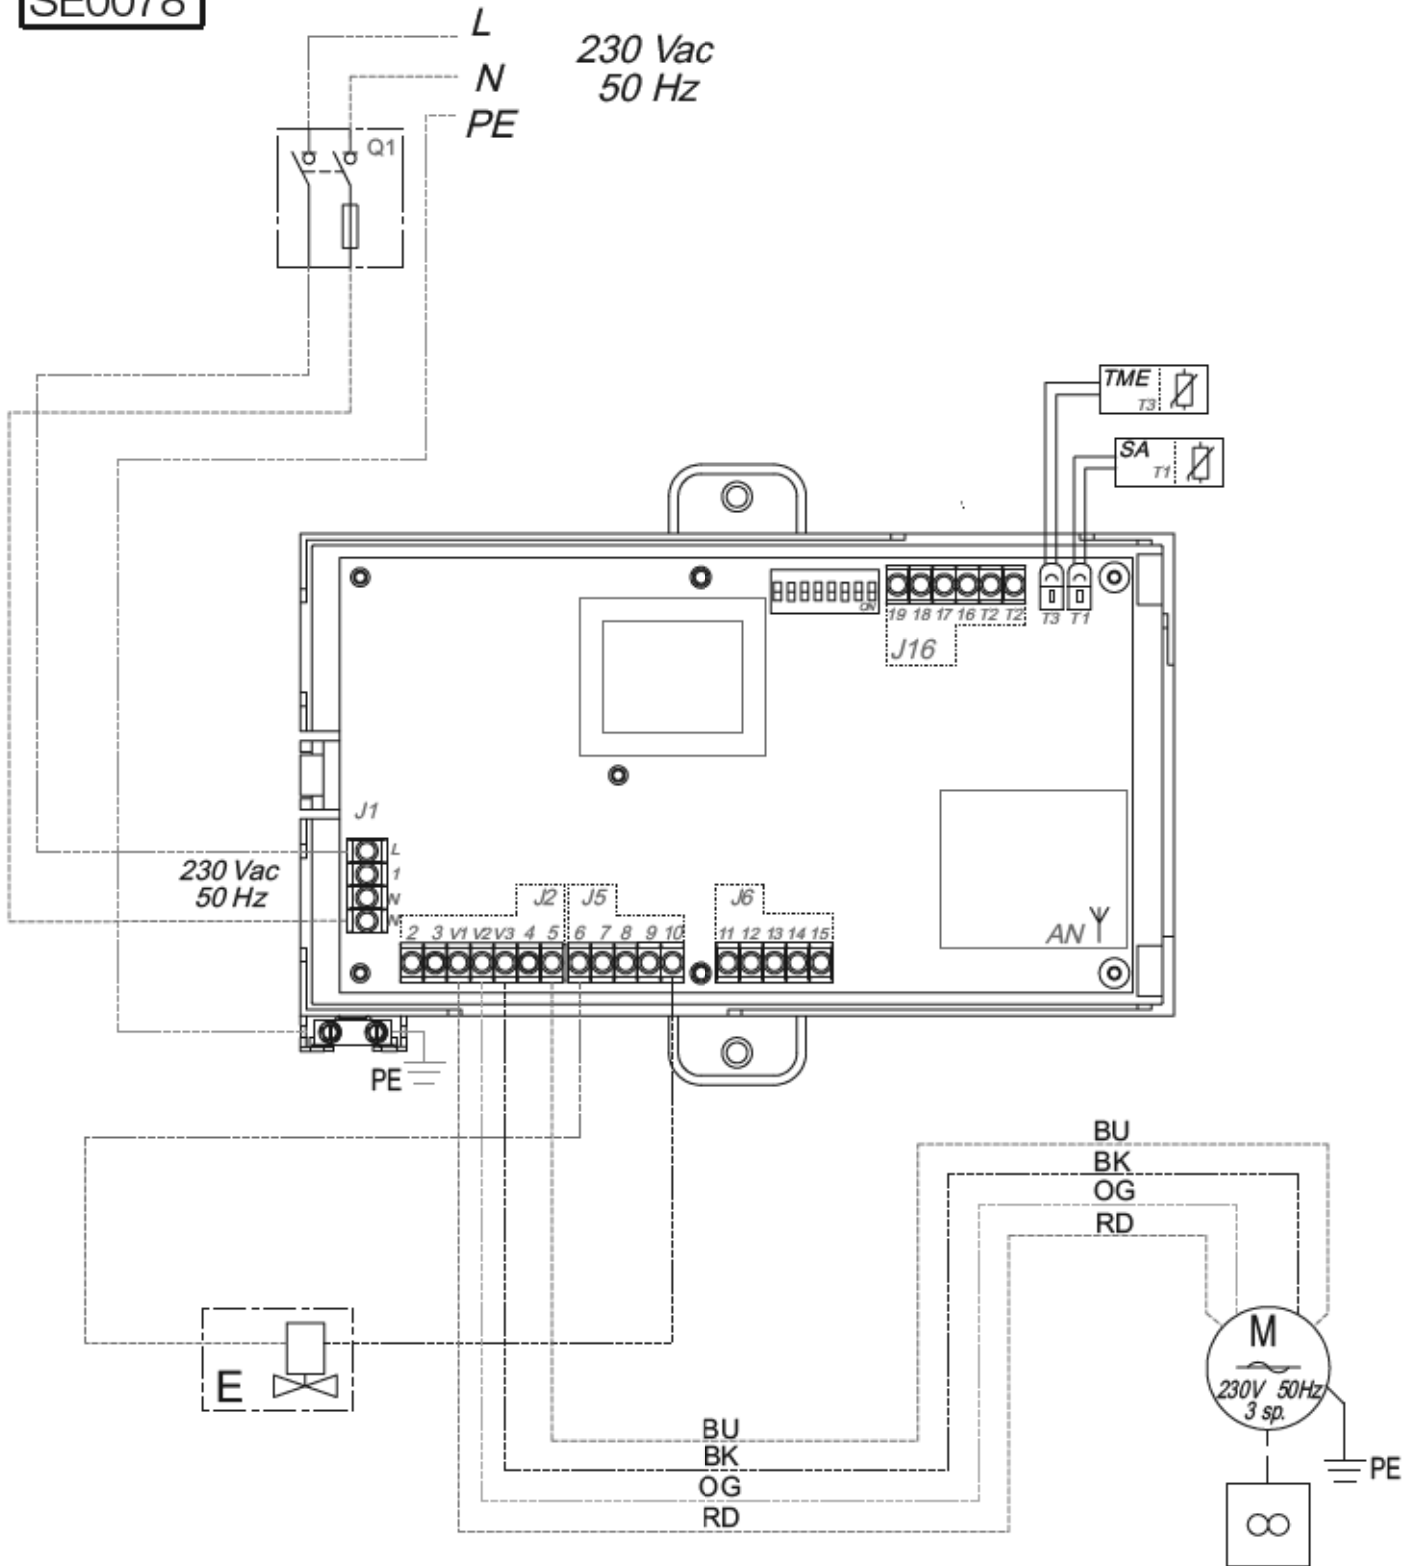 SE0078
L
N
PE
230 Vac
50 Hz
Q1
TME
T3
SA
T1
ON
19 18 17 16 T2 T2 T3 T1
J16
J1
L
1
N
N
230 Vac
50 Hz
J2 J5 J6
2 3 V1 V2 V3 4 5 6 7 8 9 10 11 12 13 14 15
AN
PE
BU
BK
OG
RD
E
M
230V 50Hz
3 sp.
PE
BU
BK
OG
RD